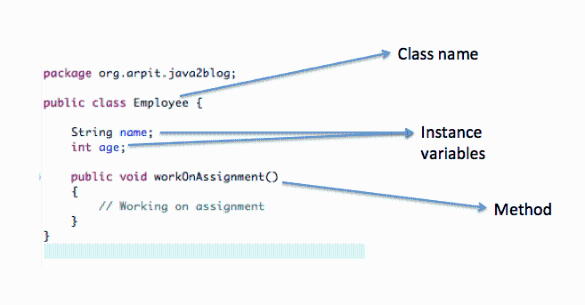 Class name
package org.arpit.java2blog;
public class Employee {
String name;
int age;
Instance
variables
public void workOnAssignment()
{
// Working on assignment
}
}
Method